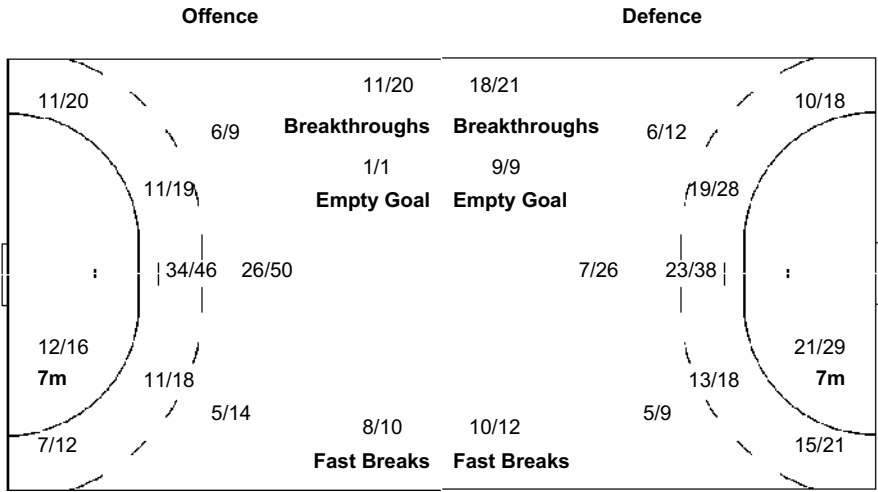 Offence Defence
11/20 18/21
11/20 10/18
6/9 Breakthroughs Breakthroughs 6/12
1/1 9/9
11/19 Empty Goal Empty Goal 19/28
34/46 26/50 7/26 23/38
12/16 21/29
7m 11/18 13/18 7m
5/14 8/10 10/12 5/9
7/12 15/21
Fast Breaks Fast Breaks